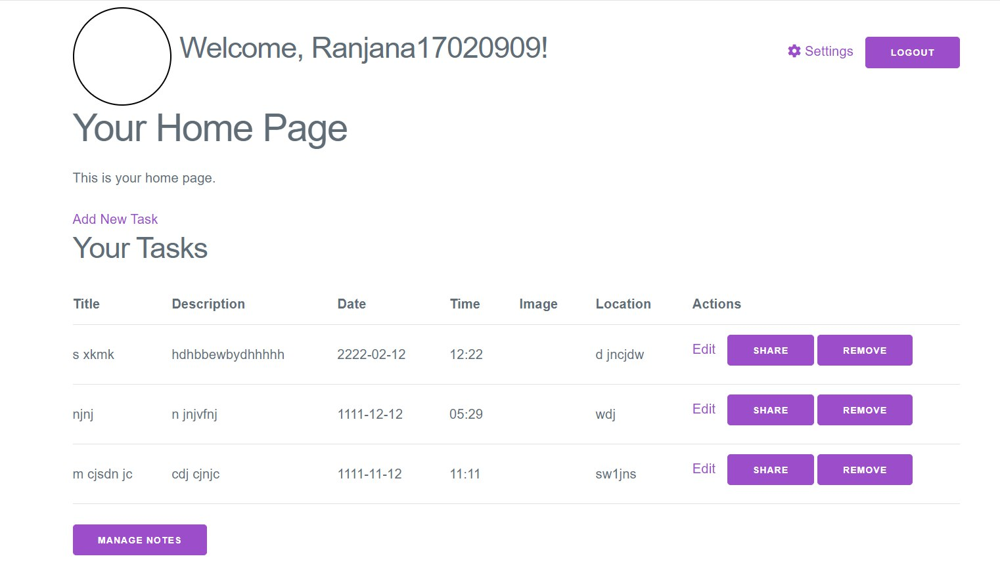 Welcome, Ranjana17020909!
Settings
LOGOUT
Your Home Page
This is your home page.
Add New Task
Your Tasks
Title Description Date Time Image Location Actions
s xkmk hdhbbewbydhhhhh 2222-02-12 12:22 d jncjdw Edit SHARE REMOVE
njnj n jnjvfnj 1111-12-12 05:29 wdj Edit SHARE REMOVE
m cjsdn jc cdj cjnjc 1111-11-12 11:11 sw1jns Edit SHARE REMOVE
MANAGE NOTES